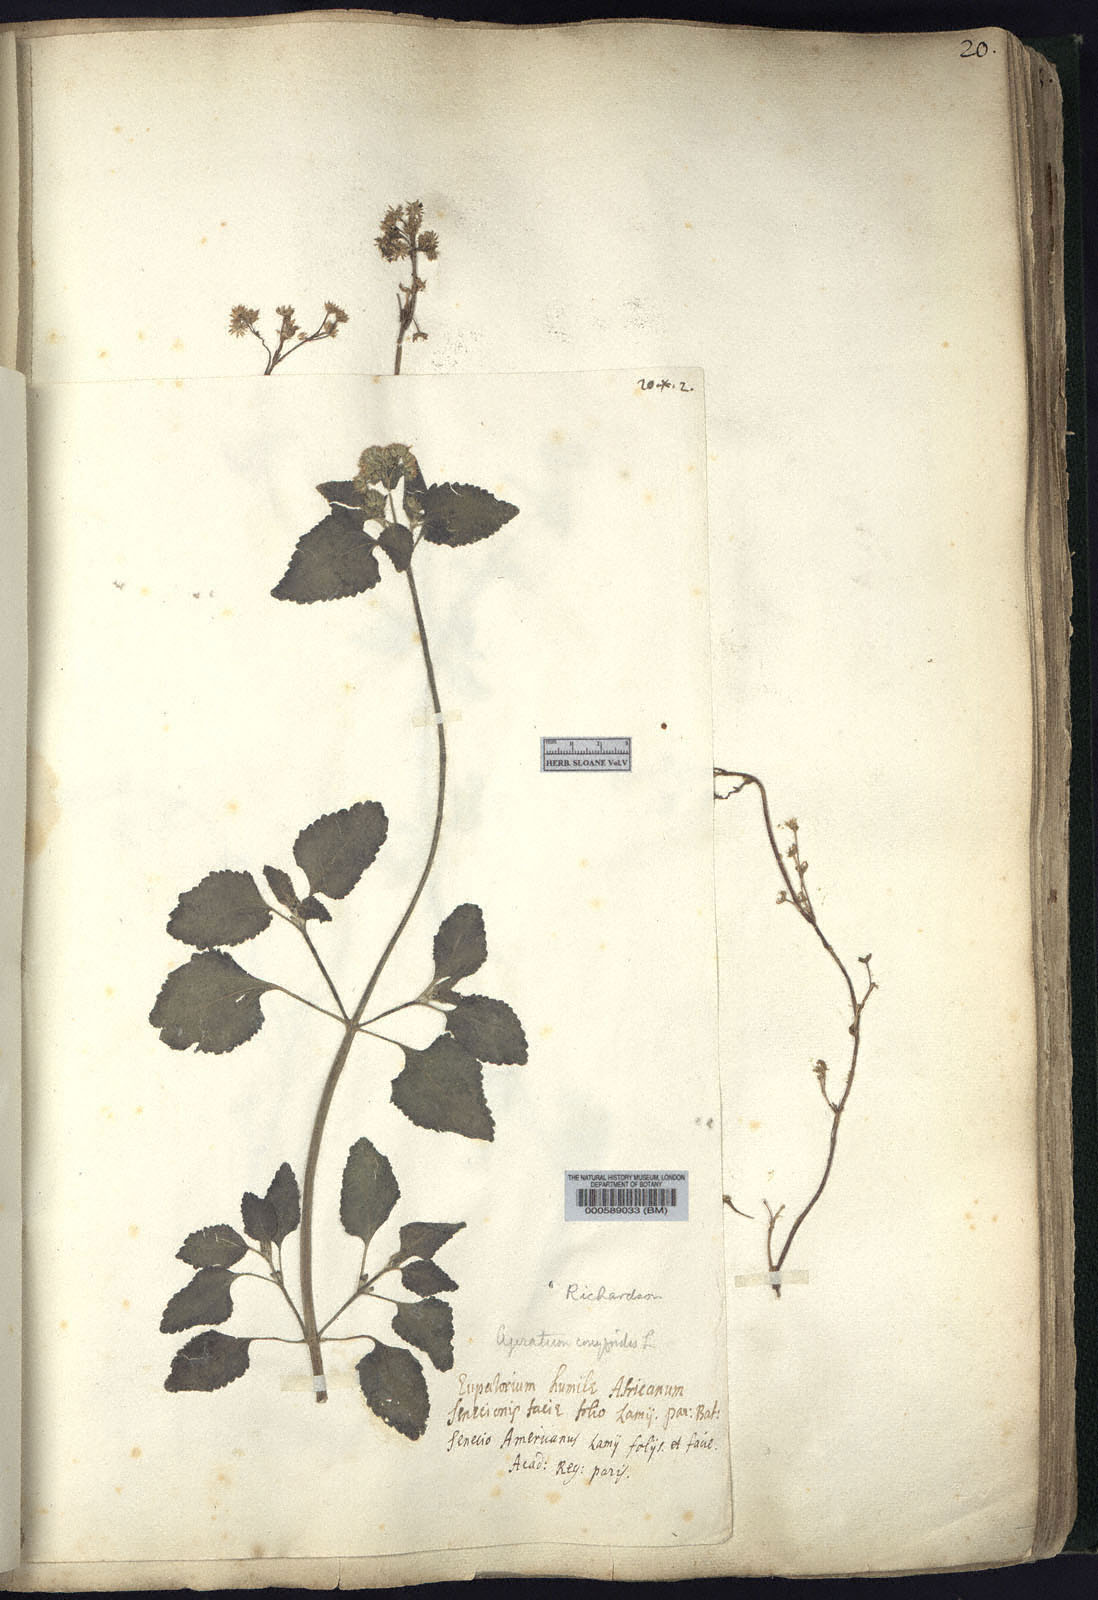 20.
20.*.2.
HERB. SLOANE Vol.V
THE NATURAL HISTORY MUSEUM, LONDON
DEPARTMENT OF BOTANY
000589033 (BM)
Richardson
Ageratum conyzoides L
Eupatorium humile Africanum
Senecionis facie folio Lamij. par: Bat:
Senecio Americanus Lamij folijs. et facie.
Acad: Reg: paris.